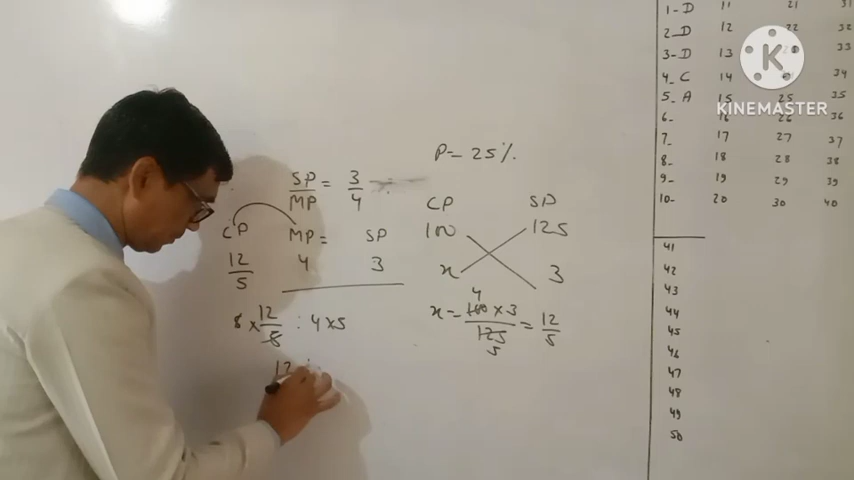 P = 25%
SP/MP = 3/4
CP MP = SP
12/5 4 3
8 × 12/5 : 4 × 5
12 :
CP SP
100 125
x 3
x = 100 × 3 / 125 = 12/5
4
5
1-D 11 21 31
2-D 12 22 32
3-D 13 33
4-C 14 34
5-A 15 25 35
6- 16 26 36
7- 17 27 37
8- 18 28 38
9- 19 29 39
10- 20 30 40
41
42
43
44
45
46
47
48
49
50
K
KINEMASTER